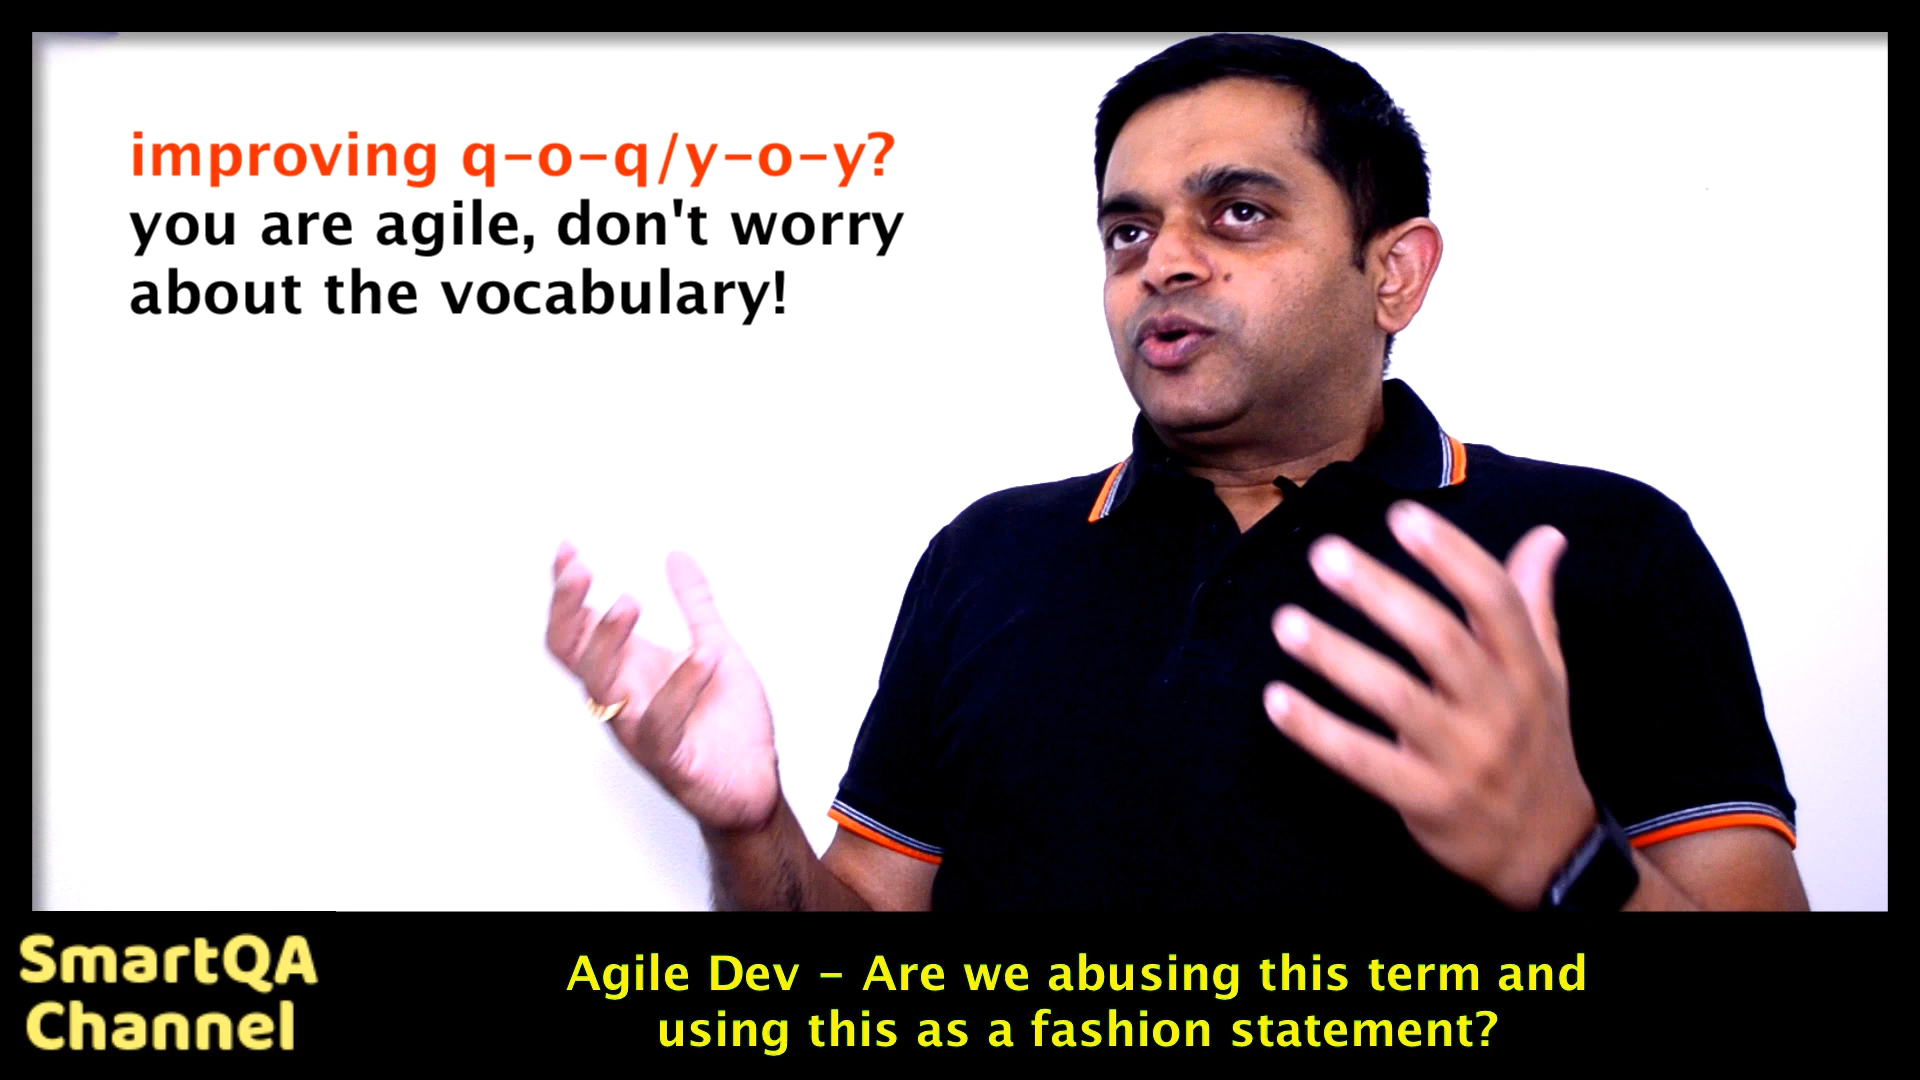 improving q-o-q/y-o-y?
you are agile, don't worry
about the vocabulary!
SmartQA
Channel
Agile Dev - Are we abusing this term and
using this as a fashion statement?